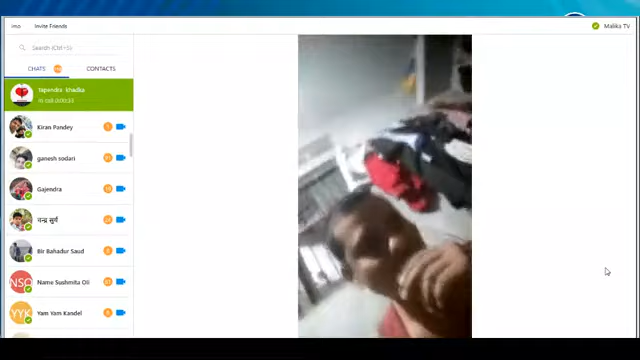 imo
Invite Friends
Malika TV
Search (Ctrl+S)
CHATS
CONTACTS
Tapendra khadka
Kiran Pandey
ganesh sodari
Gajendra
चन्द्र सुर्य
Bir Bahadur Saud
NSO
Name Sushmita Oli
YYK
Yam Yam Kandel